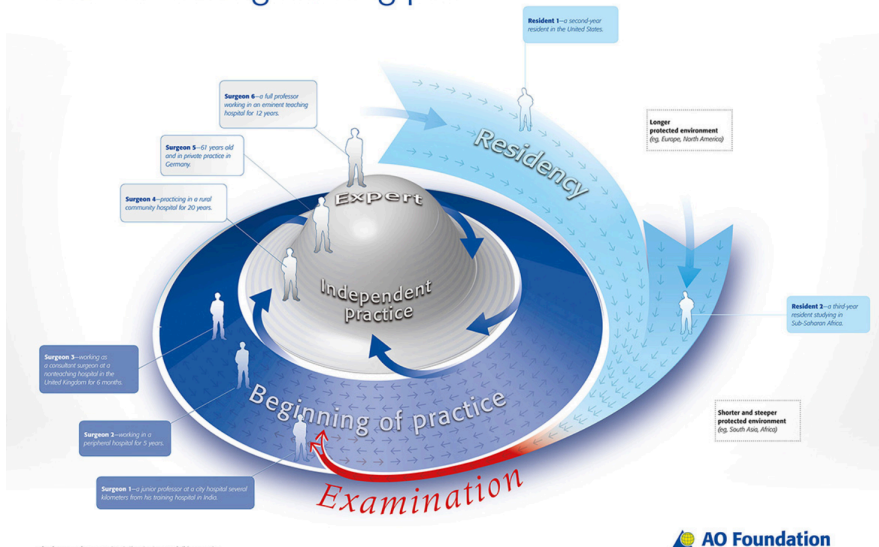 Resident 1—a second-year
resident in the United States.
Surgeon 6—a full professor
working in an eminent teaching
hospital for 12 years.
Surgeon 5—61 years old
and in private practice in
Germany.
Surgeon 4—practicing in a rural
community hospital for 20 years.
Longer
protected environment
(eg, Europe, North America)
Residency
Expert
Independent
practice
Resident 2—a third-year
resident studying in
Sub-Saharan Africa.
Surgeon 3—working as
a consultant surgeon at a
nonteaching hospital in the
United Kingdom for 6 months.
Beginning of practice
Shorter and steeper
protected environment
(eg, South Asia, Africa)
Surgeon 2—working in a
peripheral hospital for 5 years.
Surgeon 1—a junior professor at a city hospital several
kilometers from his training hospital in India.
Examination
AO Foundation